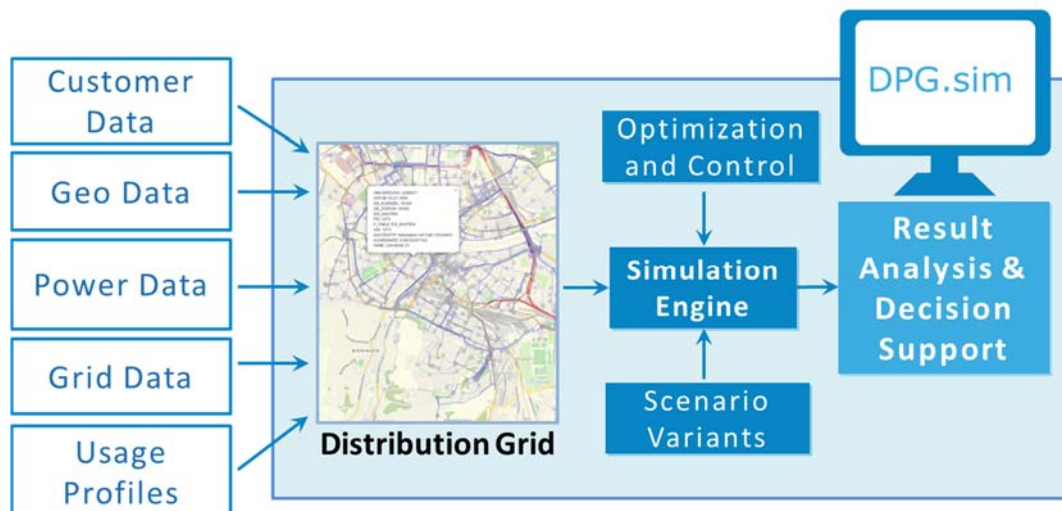 Customer
Data
Geo Data
Power Data
Grid Data
Usage
Profiles
Distribution Grid
Optimization
and Control
Simulation
Engine
Scenario
Variants
DPG.sim
Result
Analysis &
Decision
Support